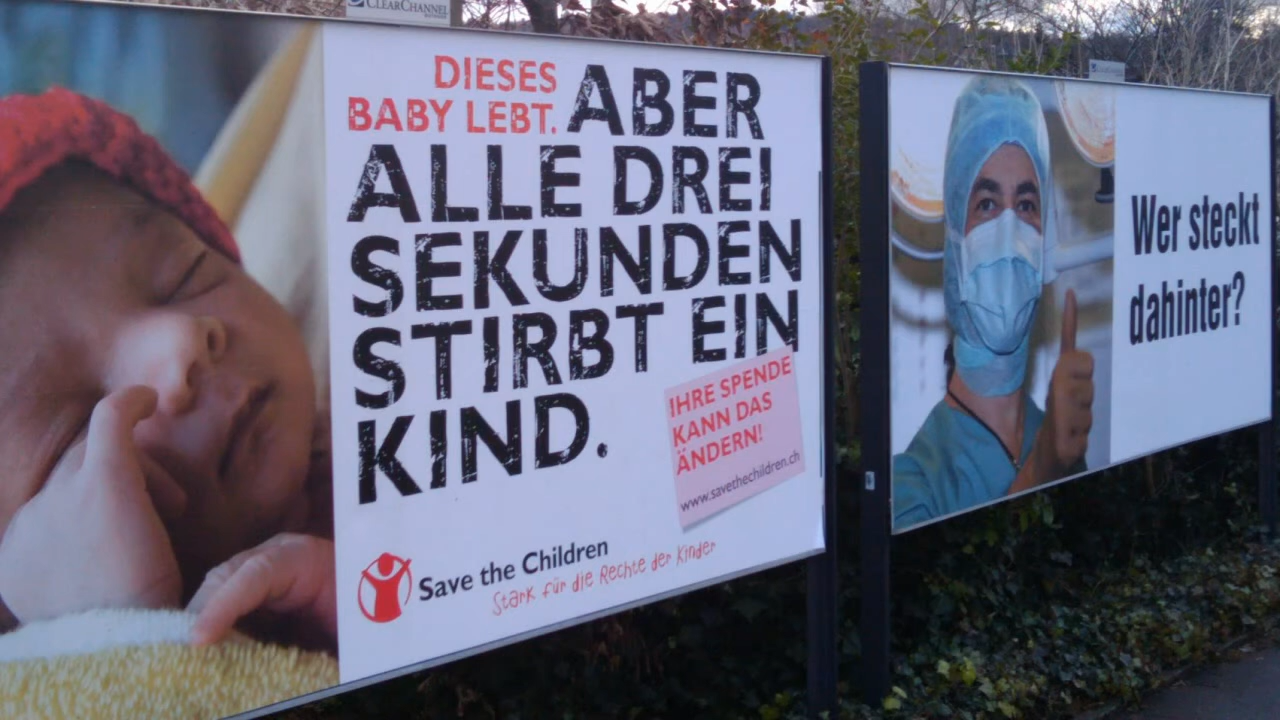 CLEARCHANNEL
DIESES
BABY LEBT. ABER
ALLE DREI
SEKUNDEN
STIRBT EIN
KIND.
IHRE SPENDE
KANN DAS
ÄNDERN!
www.savethechildren.ch
Save the Children
Stark für die Rechte der Kinder
Wer steckt
dahinter?